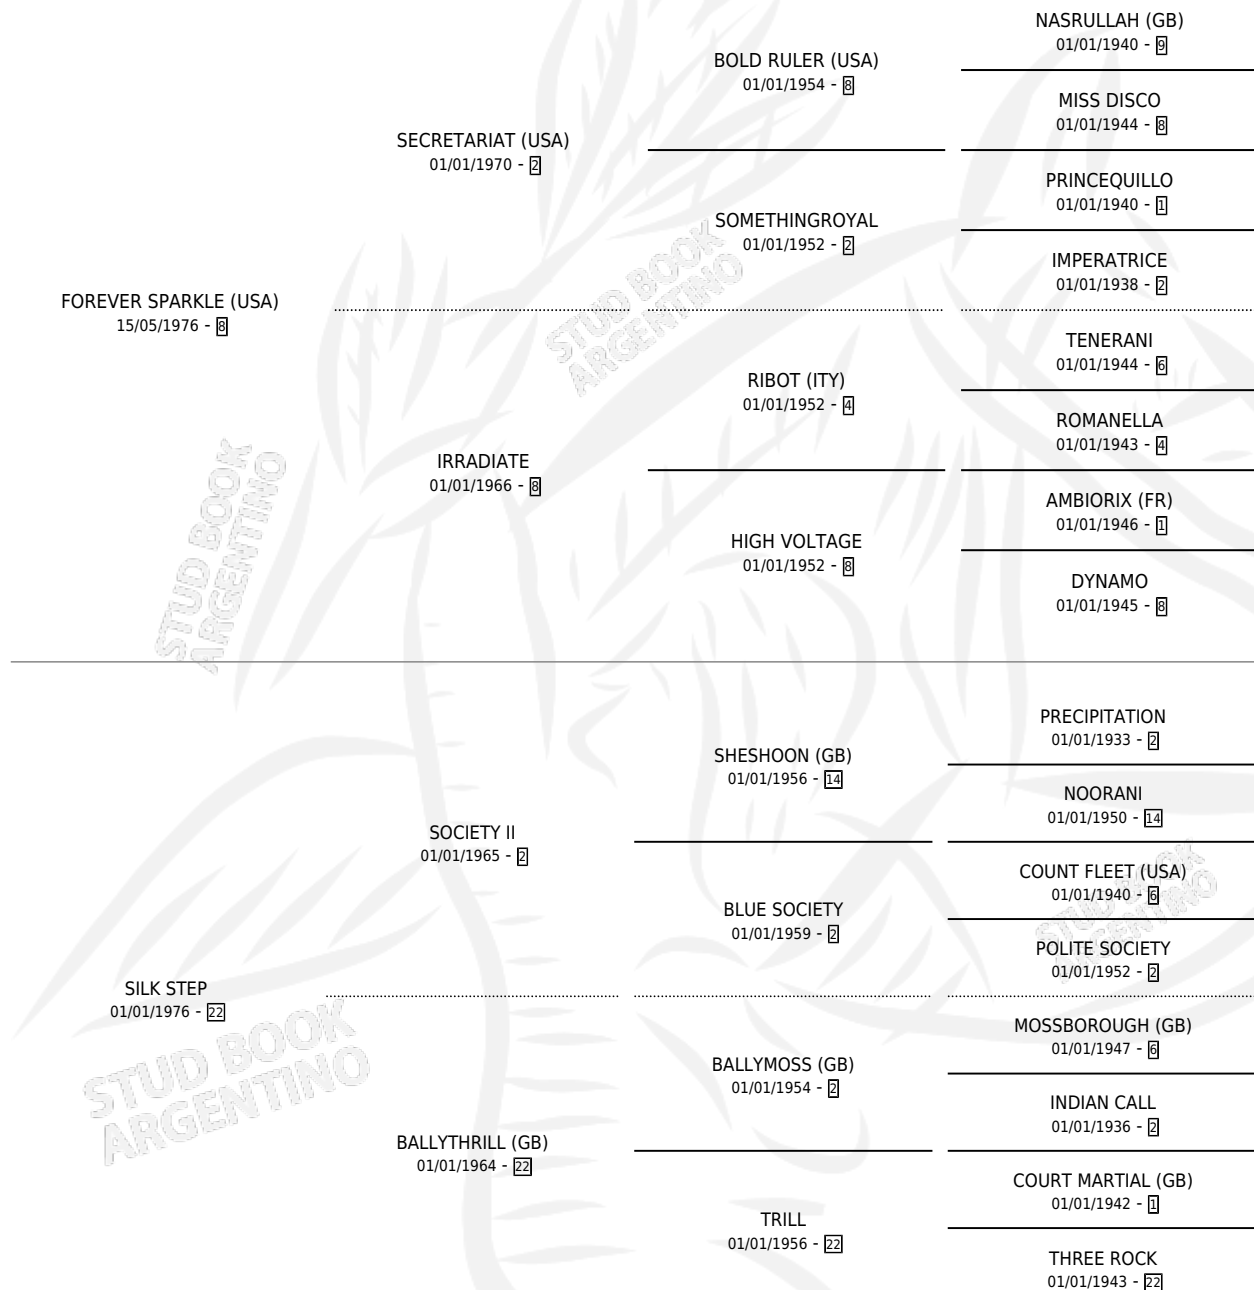 NASRULLAH (GB)
01/01/1940 - 9
BOLD RULER (USA)
01/01/1954 - 8
MISS DISCO
01/01/1944 - 8
SECRETARIAT (USA)
01/01/1970 - 2
PRINCEQUILLO
01/01/1940 - 1
SOMETHINGROYAL
01/01/1952 - 2
IMPERATRICE
01/01/1938 - 2
FOREVER SPARKLE (USA)
15/05/1976 - 8
TENERANI
01/01/1944 - 6
RIBOT (ITY)
01/01/1952 - 4
ROMANELLA
01/01/1943 - 4
IRRADIATE
01/01/1966 - 8
AMBIORIX (FR)
01/01/1946 - 1
HIGH VOLTAGE
01/01/1952 - 8
DYNAMO
01/01/1945 - 8
STUD BOOK
ARGENTINO
STUD BOOK
ARGENTINO
PRECIPITATION
01/01/1933 - 2
SHESHOON (GB)
01/01/1956 - 14
NOORANI
01/01/1950 - 14
SOCIETY II
01/01/1965 - 2
COUNT FLEET (USA)
01/01/1940 - 6
BLUE SOCIETY
01/01/1959 - 2
POLITE SOCIETY
01/01/1952 - 2
STUD BOOK
ARGENTINO
SILK STEP
01/01/1976 - 22
MOSSBOROUGH (GB)
01/01/1947 - 6
BALLYMOSS (GB)
01/01/1954 - 2
INDIAN CALL
01/01/1936 - 2
BALLYTHRILL (GB)
01/01/1964 - 22
COURT MARTIAL (GB)
01/01/1942 - 1
TRILL
01/01/1956 - 22
THREE ROCK
01/01/1943 - 22
STUD BOOK
ARGENTINO